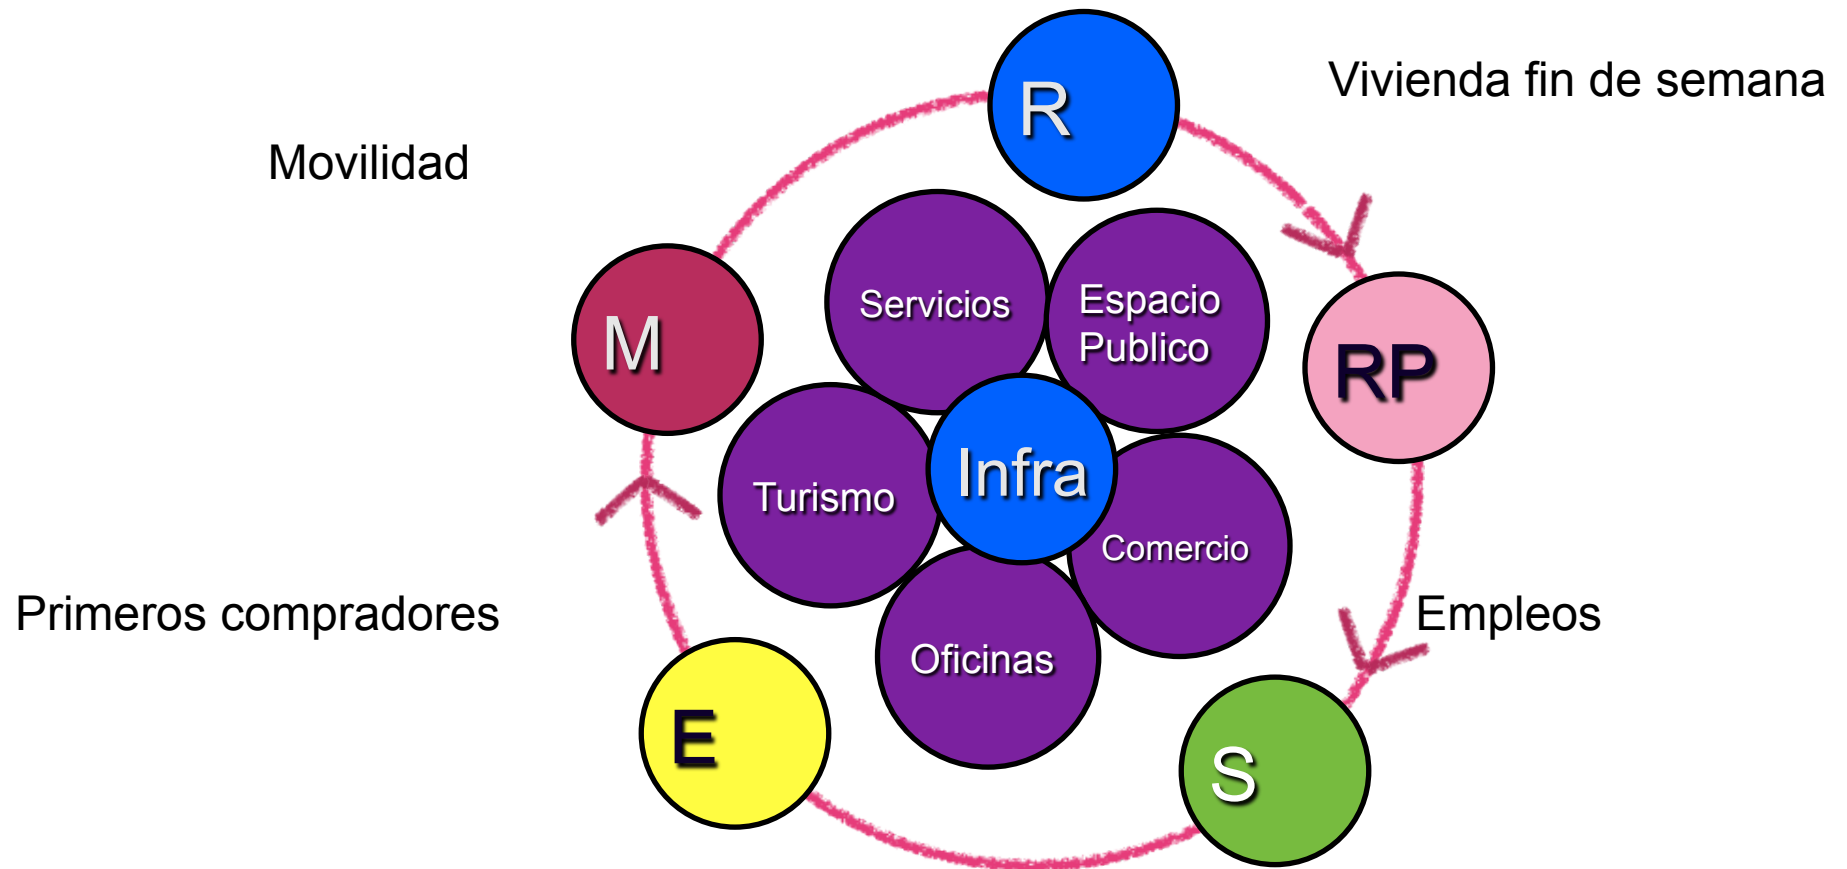 R
Vivienda fin de semana
Movilidad
Servicios
Espacio
Publico
M
RP
Infra
Turismo
Comercio
Primeros compradores
Empleos
Oficinas
E
S